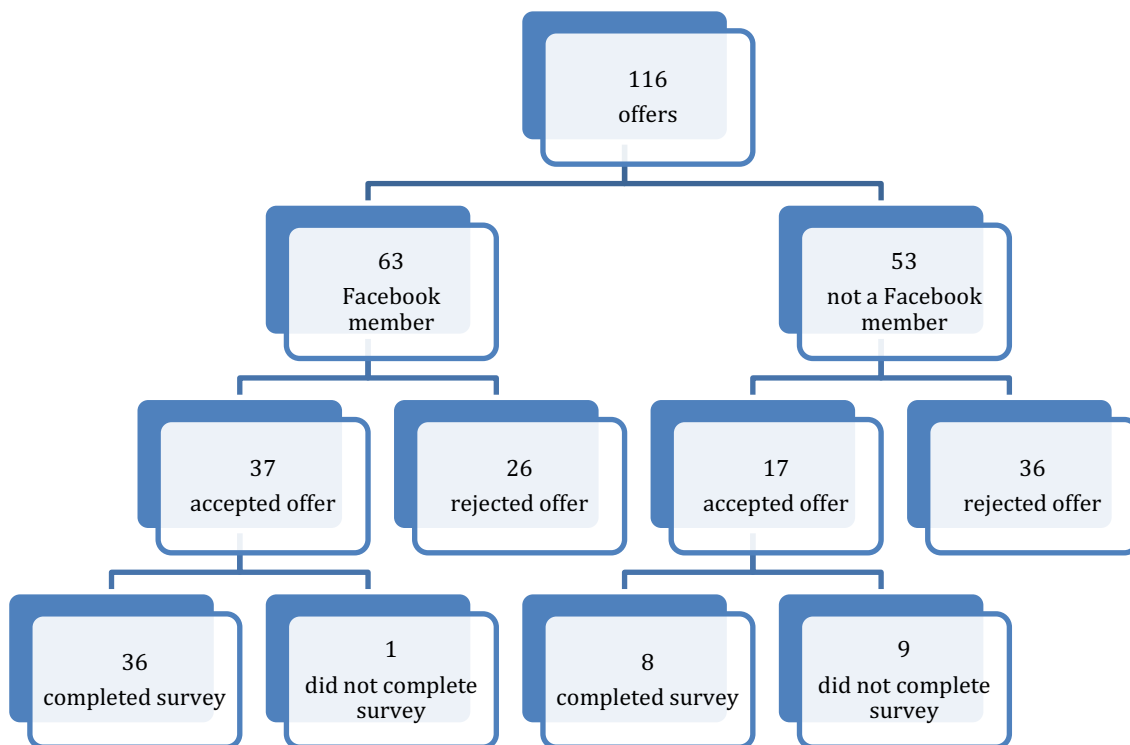 116
offers
63
Facebook
member
53
not a Facebook
member
37
accepted offer
26
rejected offer
17
accepted offer
36
rejected offer
36
completed survey
1
did not complete
survey
8
completed survey
9
did not complete
survey